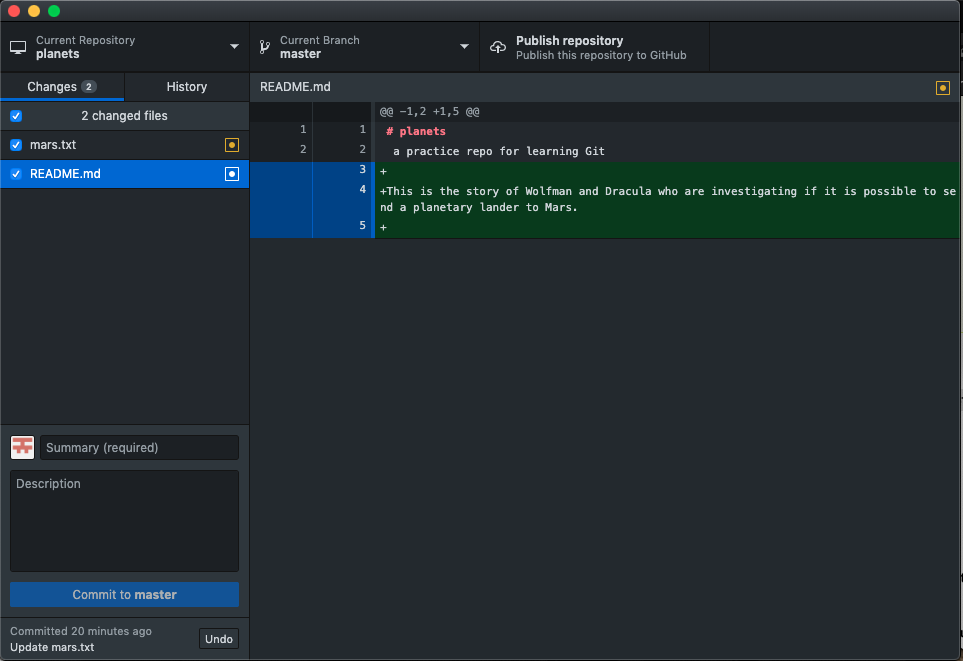 Current Repository
planets
Current Branch
master
Publish repository
Publish this repository to GitHub
Changes 2
History
README.md
2 changed files
mars.txt
README.md
@@ -1,2 +1,5 @@
1 1 # planets
2 2 a practice repo for learning Git
3 +
4 +This is the story of Wolfman and Dracula who are investigating if it is possible to se
nd a planetary lander to Mars.
5 +
Summary (required)
Description
Commit to master
Committed 20 minutes ago
Update mars.txt
Undo